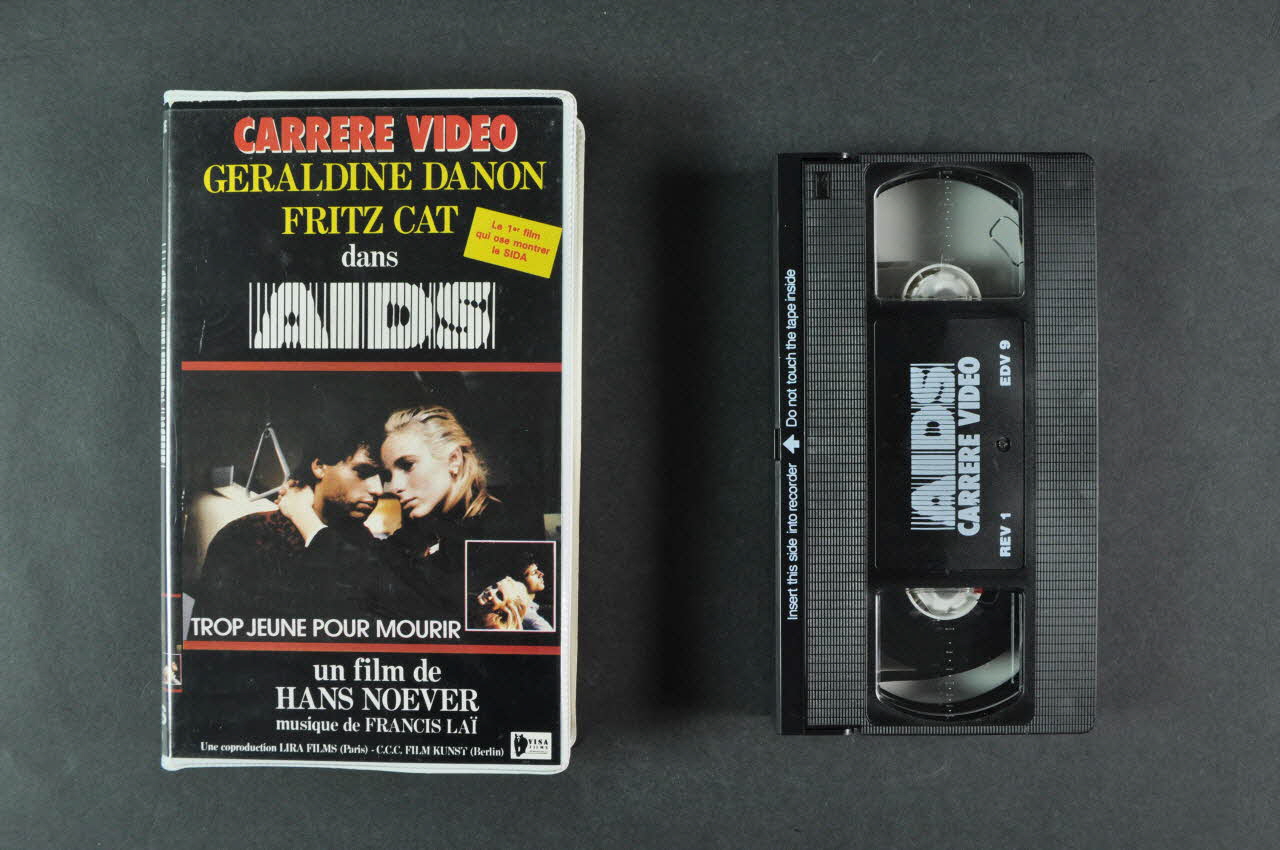 CARRERE VIDEO
GERALDINE DANON
FRITZ CAT
dans
Le 1er film
qui ose montrer
le SIDA
AIDS
TROP JEUNE POUR MOURIR
un film de
HANS NOEVER
musique de FRANCIS LAÏ
Une coproduction LIRA FILMS (Paris) - C.C.C. FILM KUNST (Berlin)
VISA
FILMS
Insert this side into recorder Do not touch the tape inside
AIDS
CARRERE VIDEO
REV 1 EDV 9